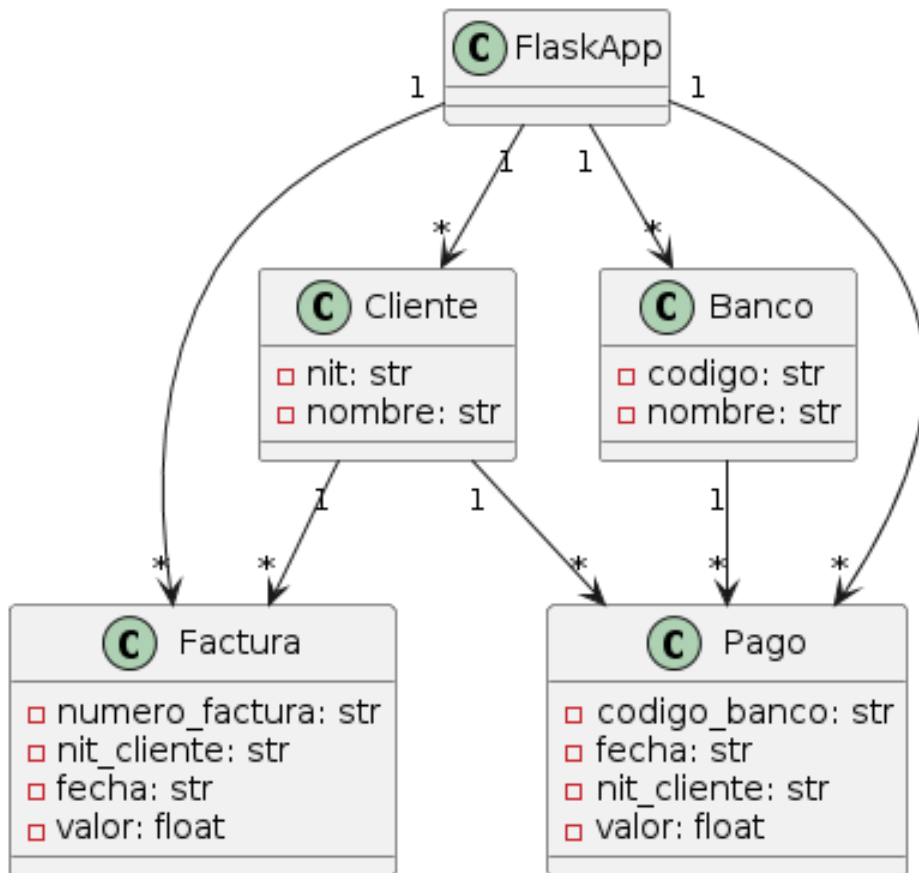 C FlaskApp
1 1
1 1
* *
C Cliente C Banco
nit: str codigo: str
nombre: str nombre: str
1 1 1
* * * * *
C Factura C Pago
numero_factura: str codigo_banco: str
nit_cliente: str fecha: str
fecha: str nit_cliente: str
valor: float valor: float